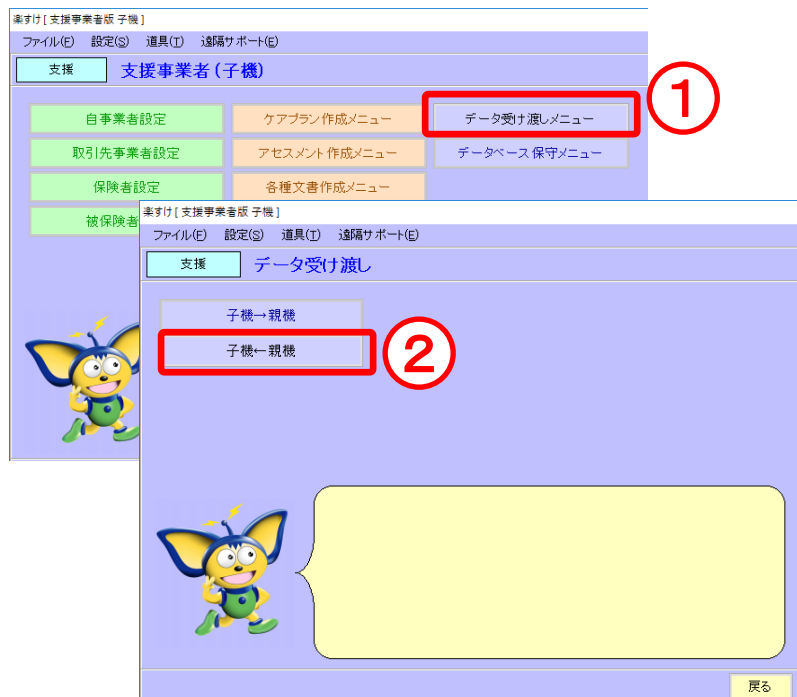 楽すけ [ 支援事業者版 子機 ]
ファイル(F) 設定(S) 道具(T) 遠隔サポート(E)
支援 支援事業者 (子機)
①
自事業者設定 ケアプラン作成メニュー データ受け渡しメニュー
取引先事業者設定 アセスメント作成メニュー データベース保守メニュー
保険者設定 各種文書作成メニュー
被保険者
楽すけ [ 支援事業者版 子機 ]
ファイル(F) 設定(S) 道具(T) 遠隔サポート(E)
支援 データ受け渡し
子機→親機
子機←親機 ②
戻る